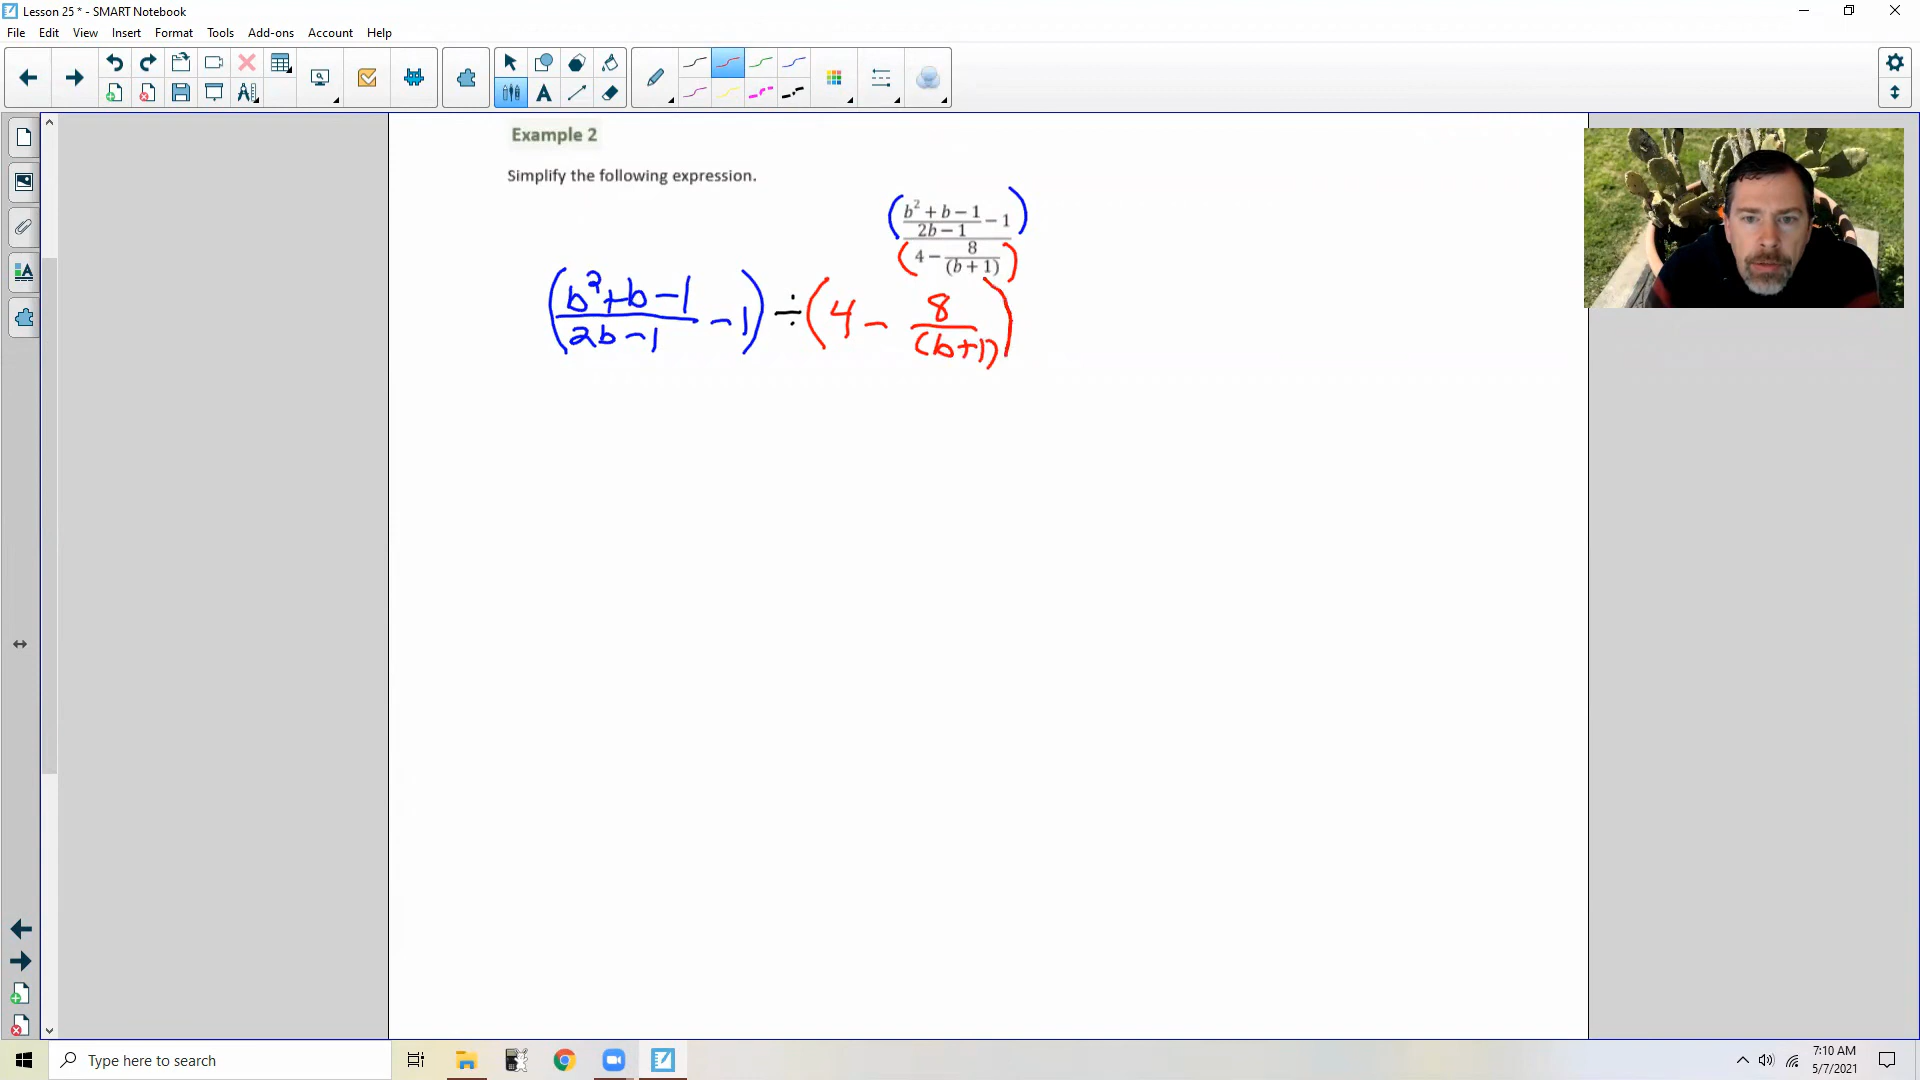 Lesson 25 * - SMART Notebook
File Edit View Insert Format Tools Add-ons Account Help
Example 2
Simplify the following expression.
(b² + b − 1
2b − 1 − 1)
(4 − 8
(b + 1))
(b²+b−1
2b−1 −1) ÷ (4 − 8
(b+1))
Type here to search
7:10 AM
5/7/2021